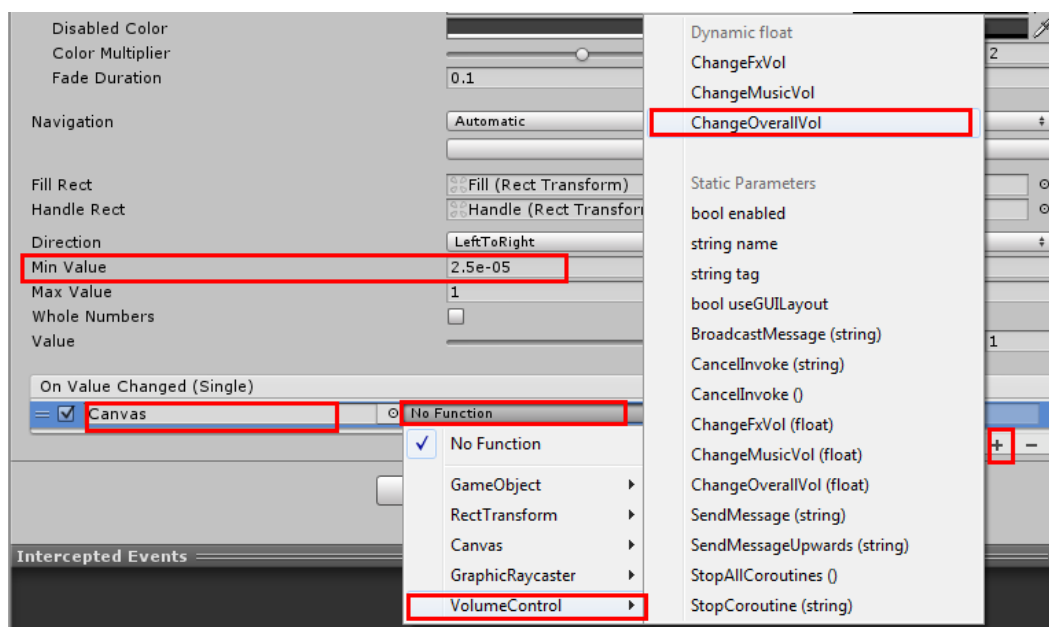 Disabled Color
Color Multiplier
2
Fade Duration
0.1
Navigation
Automatic
Fill Rect
Fill (Rect Transform)
Handle Rect
Handle (Rect Transfor
Direction
LeftToRight
Min Value
2.5e-05
Max Value
1
Whole Numbers
Value
1
On Value Changed (Single)
Canvas
No Function
No Function
GameObject
RectTransform
Canvas
GraphicRaycaster
VolumeControl
Intercepted Events
Dynamic float
ChangeFxVol
ChangeMusicVol
ChangeOverallVol
Static Parameters
bool enabled
string name
string tag
bool useGUILayout
BroadcastMessage (string)
CancelInvoke (string)
CancelInvoke ()
ChangeFxVol (float)
ChangeMusicVol (float)
ChangeOverallVol (float)
SendMessage (string)
SendMessageUpwards (string)
StopAllCoroutines ()
StopCoroutine (string)